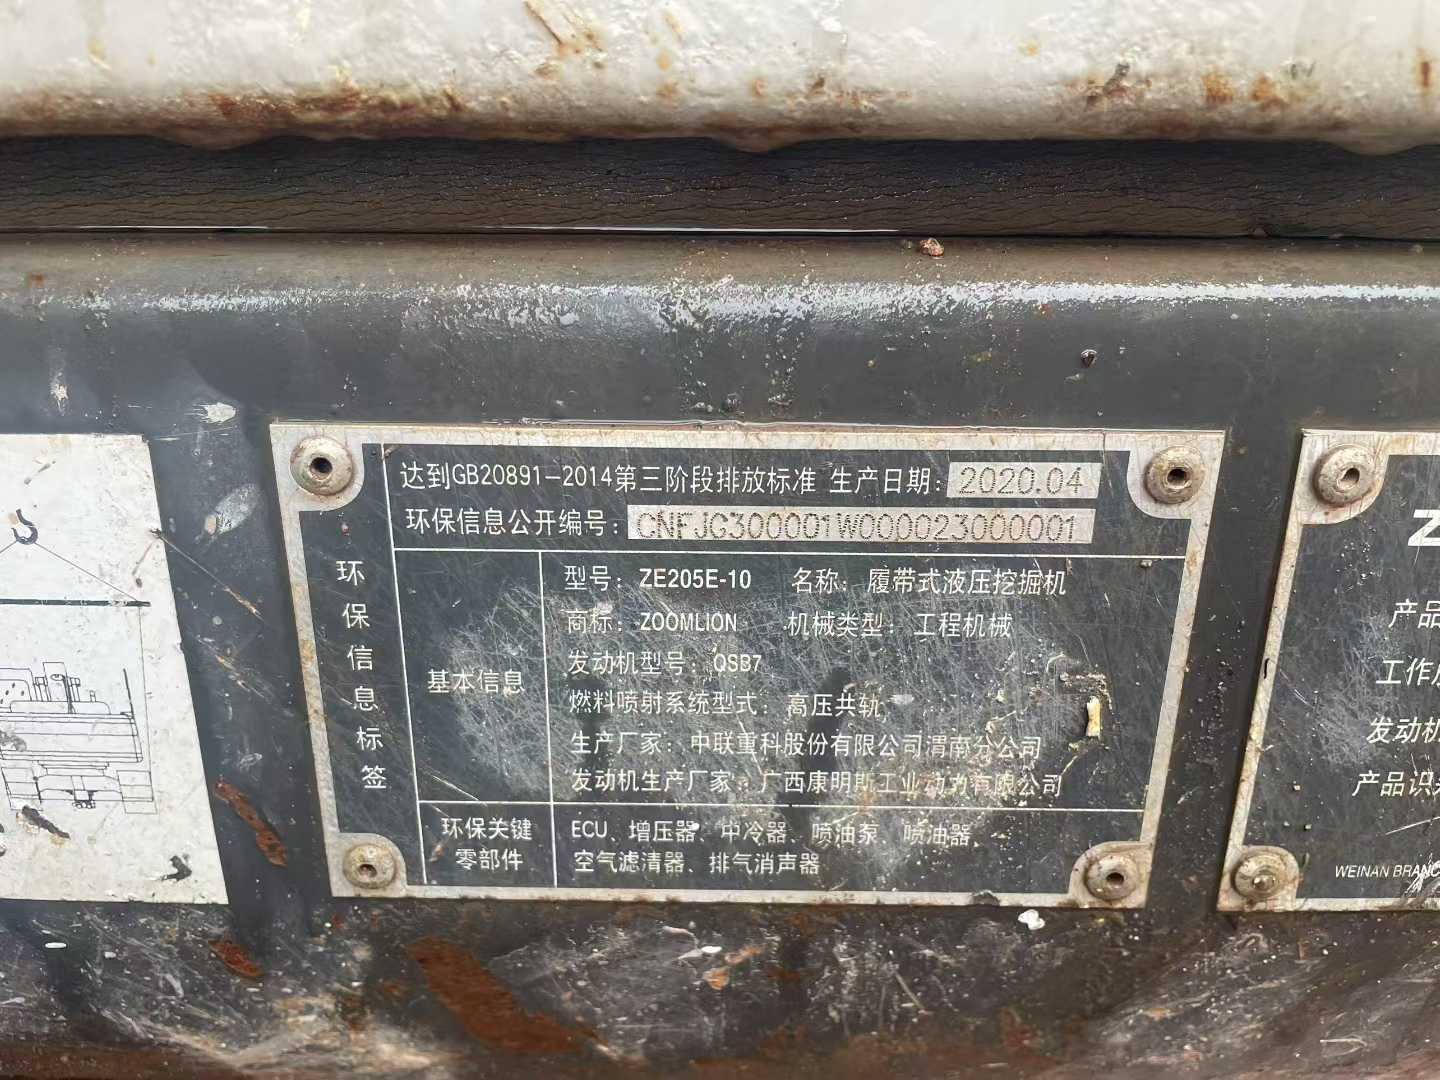 达到GB20891-2014第三阶段排放标准 生产日期: 2020.04
环保信息公开编号: CNFJG300001W000023000001
环保信息标签
基本信息
型号: ZE205E-10 名称: 履带式液压挖掘机
商标: ZOOMLION 机械类型: 工程机械
发动机型号: QSB7
燃料喷射系统型式: 高压共轨
生产厂家: 中联重科股份有限公司渭南分公司
发动机生产厂家: 广西康明斯工业动力有限公司
环保关键零部件
ECU、增压器、中冷器、喷油泵、喷油器、
空气滤清器、排气消声器
Z
产品
工作
发动机
产品识
WEINAN BRANC